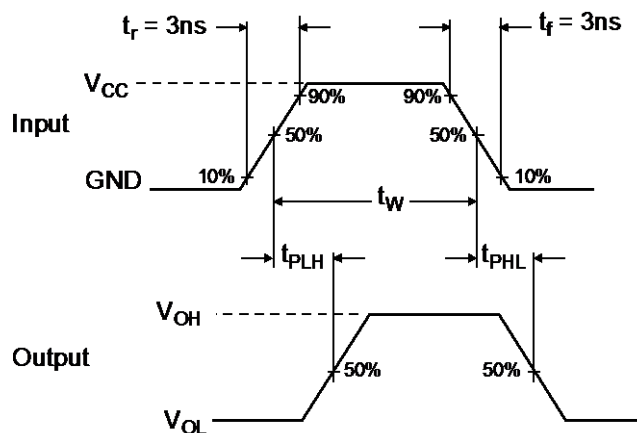 tr = 3ns
tf = 3ns
VCC
90%
90%
Input
50%
50%
GND
10%
10%
tW
tPLH
tPHL
VOH
Output
50%
50%
VOL